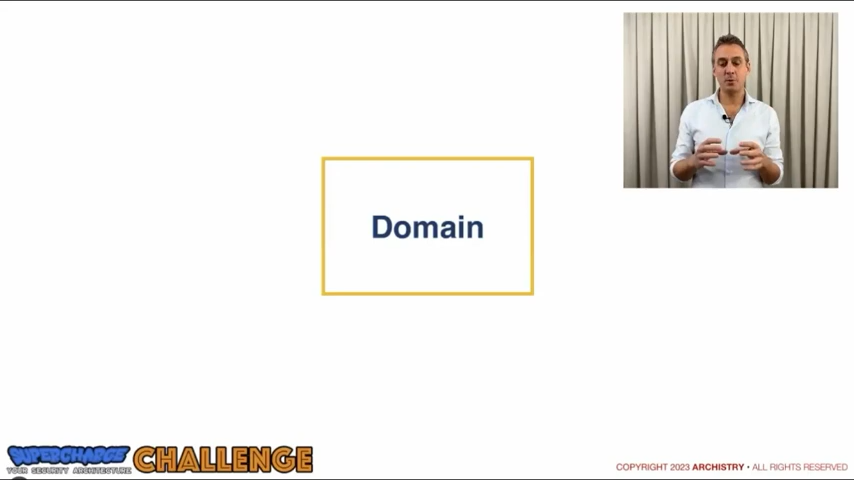 Domain
SUPERCHARGE
YOUR SECURITY ARCHITECTURE
CHALLENGE
COPYRIGHT 2023 ARCHISTRY • ALL RIGHTS RESERVED